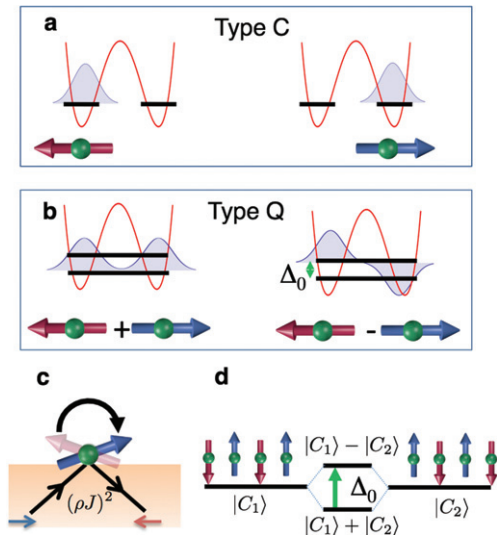 a
Type C
b
Type Q
Δ₀
+
-
c
(ρJ)²
d
|C₁⟩ − |C₂⟩
Δ₀
|C₁⟩
|C₂⟩
|C₁⟩ + |C₂⟩